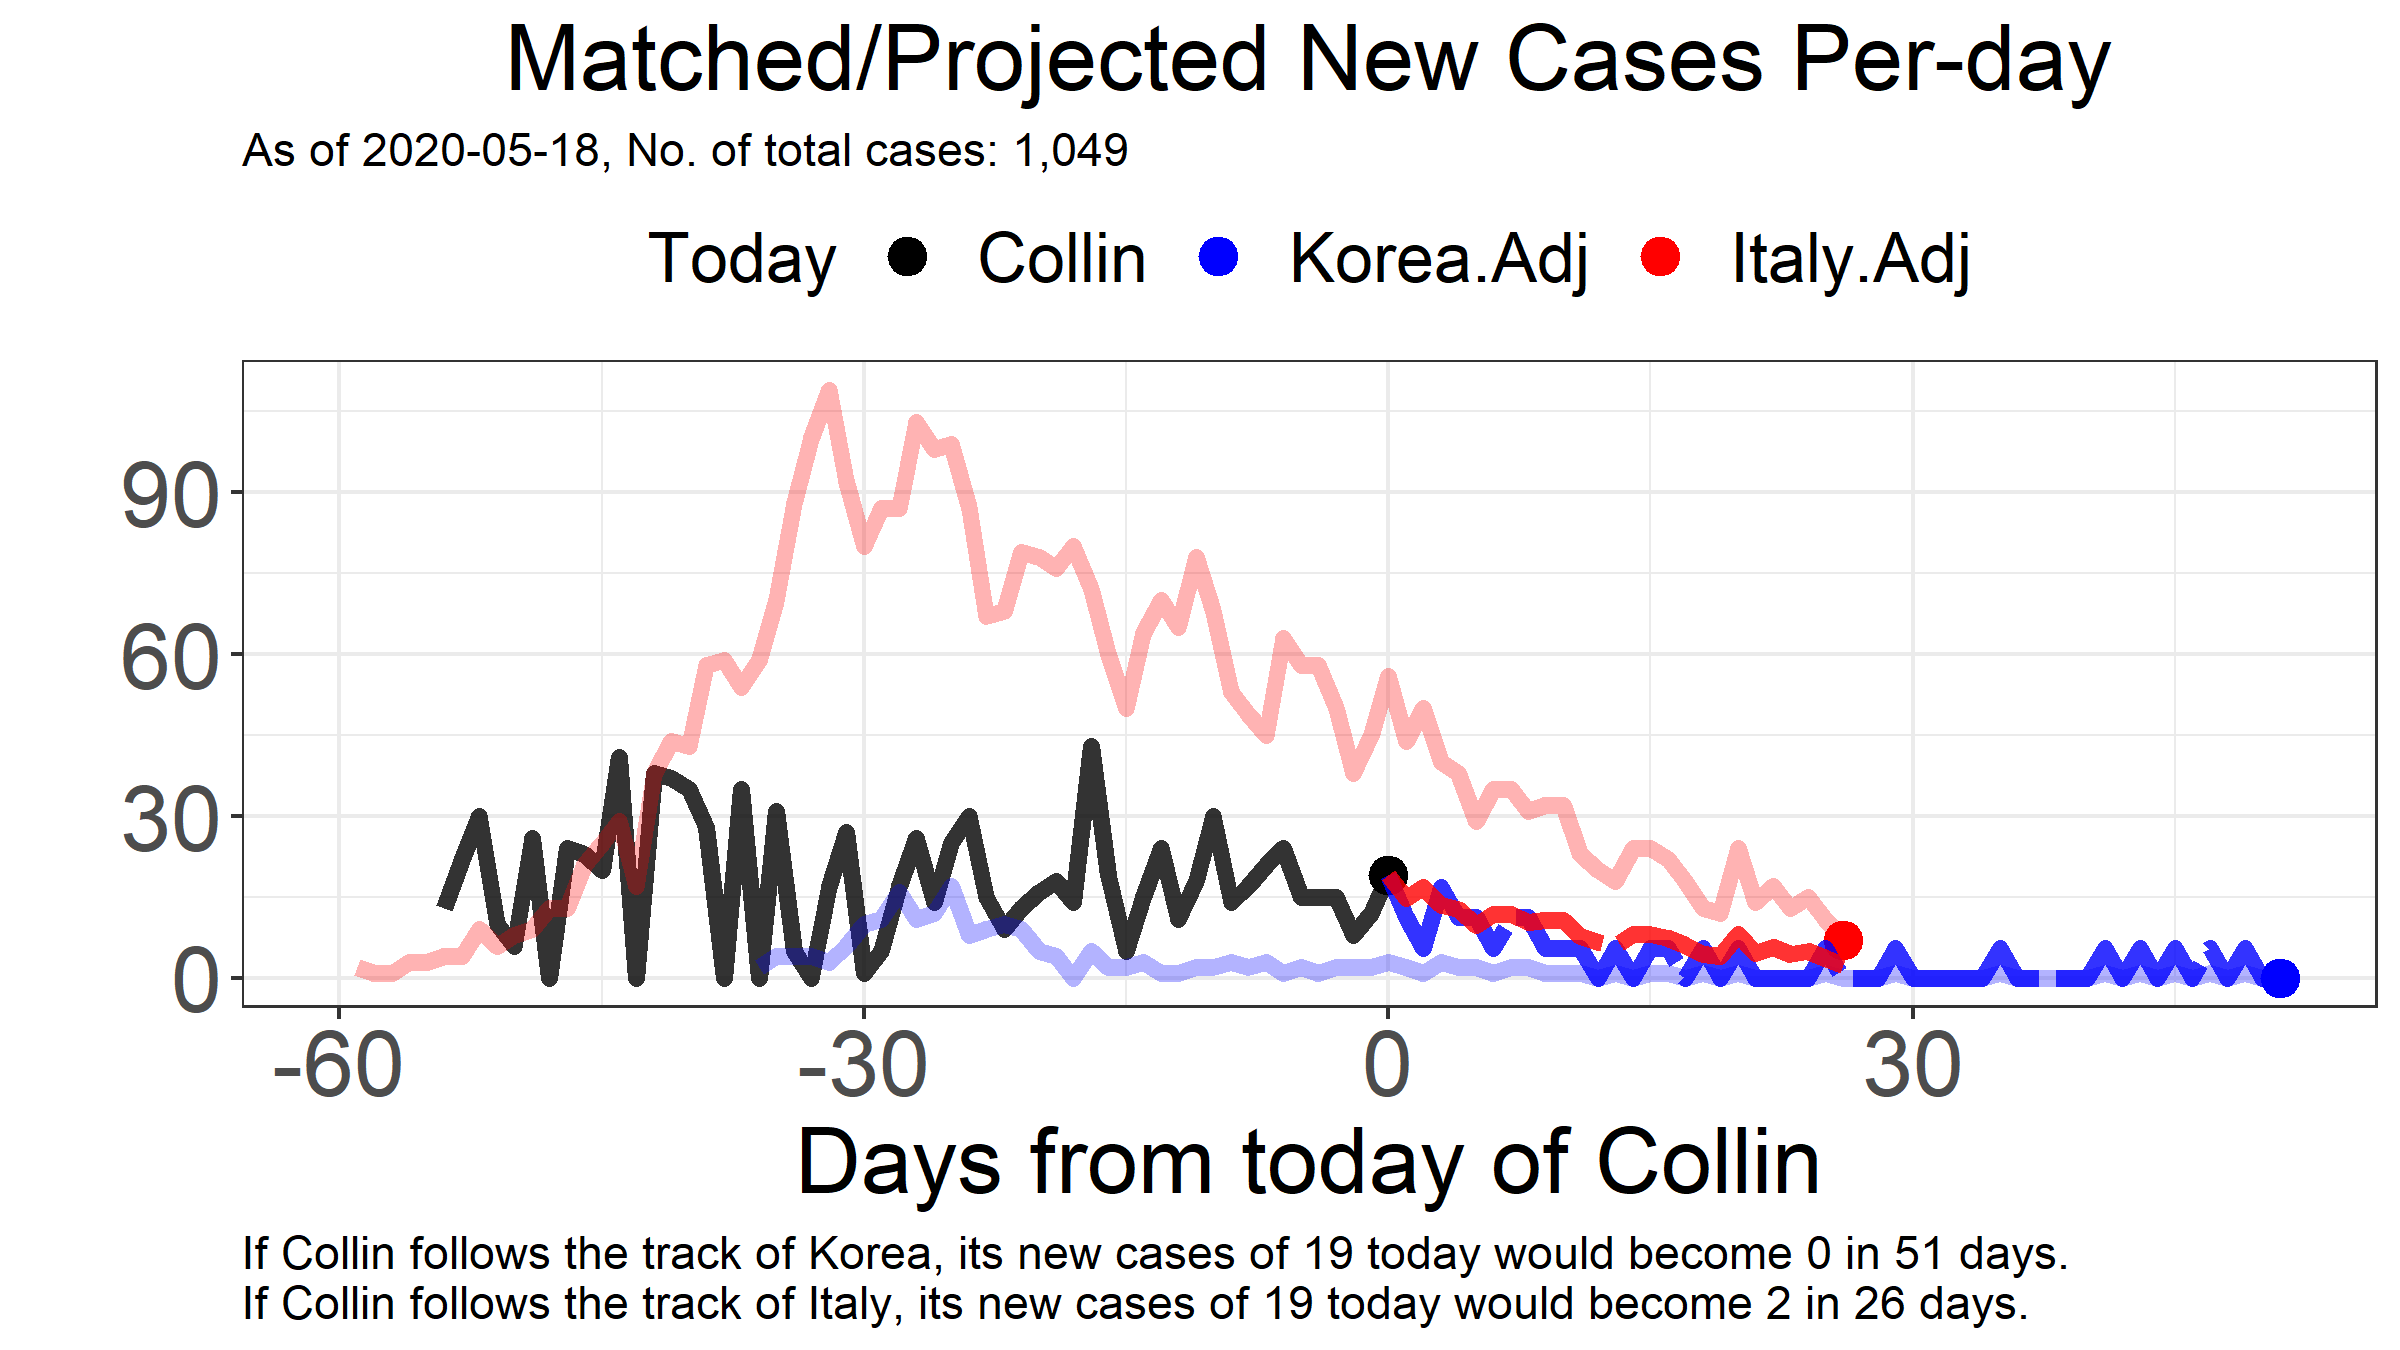 Matched/Projected New Cases Per-day
As of 2020-05-18, No. of total cases: 1,049
Today Collin Korea.Adj Italy.Adj
90
60
30
0
-60 -30 0 30
Days from today of Collin
If Collin follows the track of Korea, its new cases of 19 today would become 0 in 51 days.
If Collin follows the track of Italy, its new cases of 19 today would become 2 in 26 days.